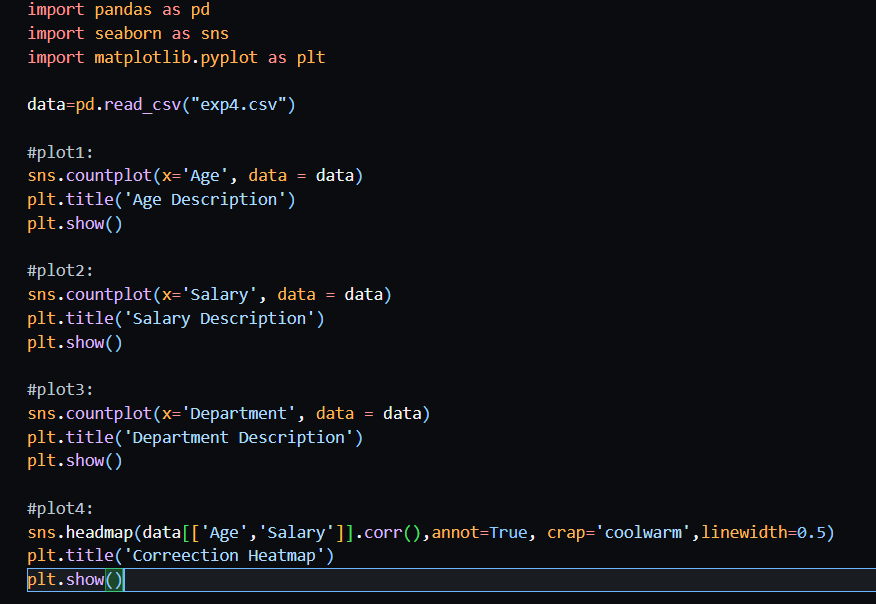 import pandas as pd
import seaborn as sns
import matplotlib.pyplot as plt
data=pd.read_csv("exp4.csv")
#plot1:
sns.countplot(x='Age', data = data)
plt.title('Age Description')
plt.show()
#plot2:
sns.countplot(x='Salary', data = data)
plt.title('Salary Description')
plt.show()
#plot3:
sns.countplot(x='Department', data = data)
plt.title('Department Description')
plt.show()
#plot4:
sns.headmap(data[['Age','Salary']].corr(),annot=True, crap='coolwarm',linewidth=0.5)
plt.title('Correection Heatmap')
plt.show()